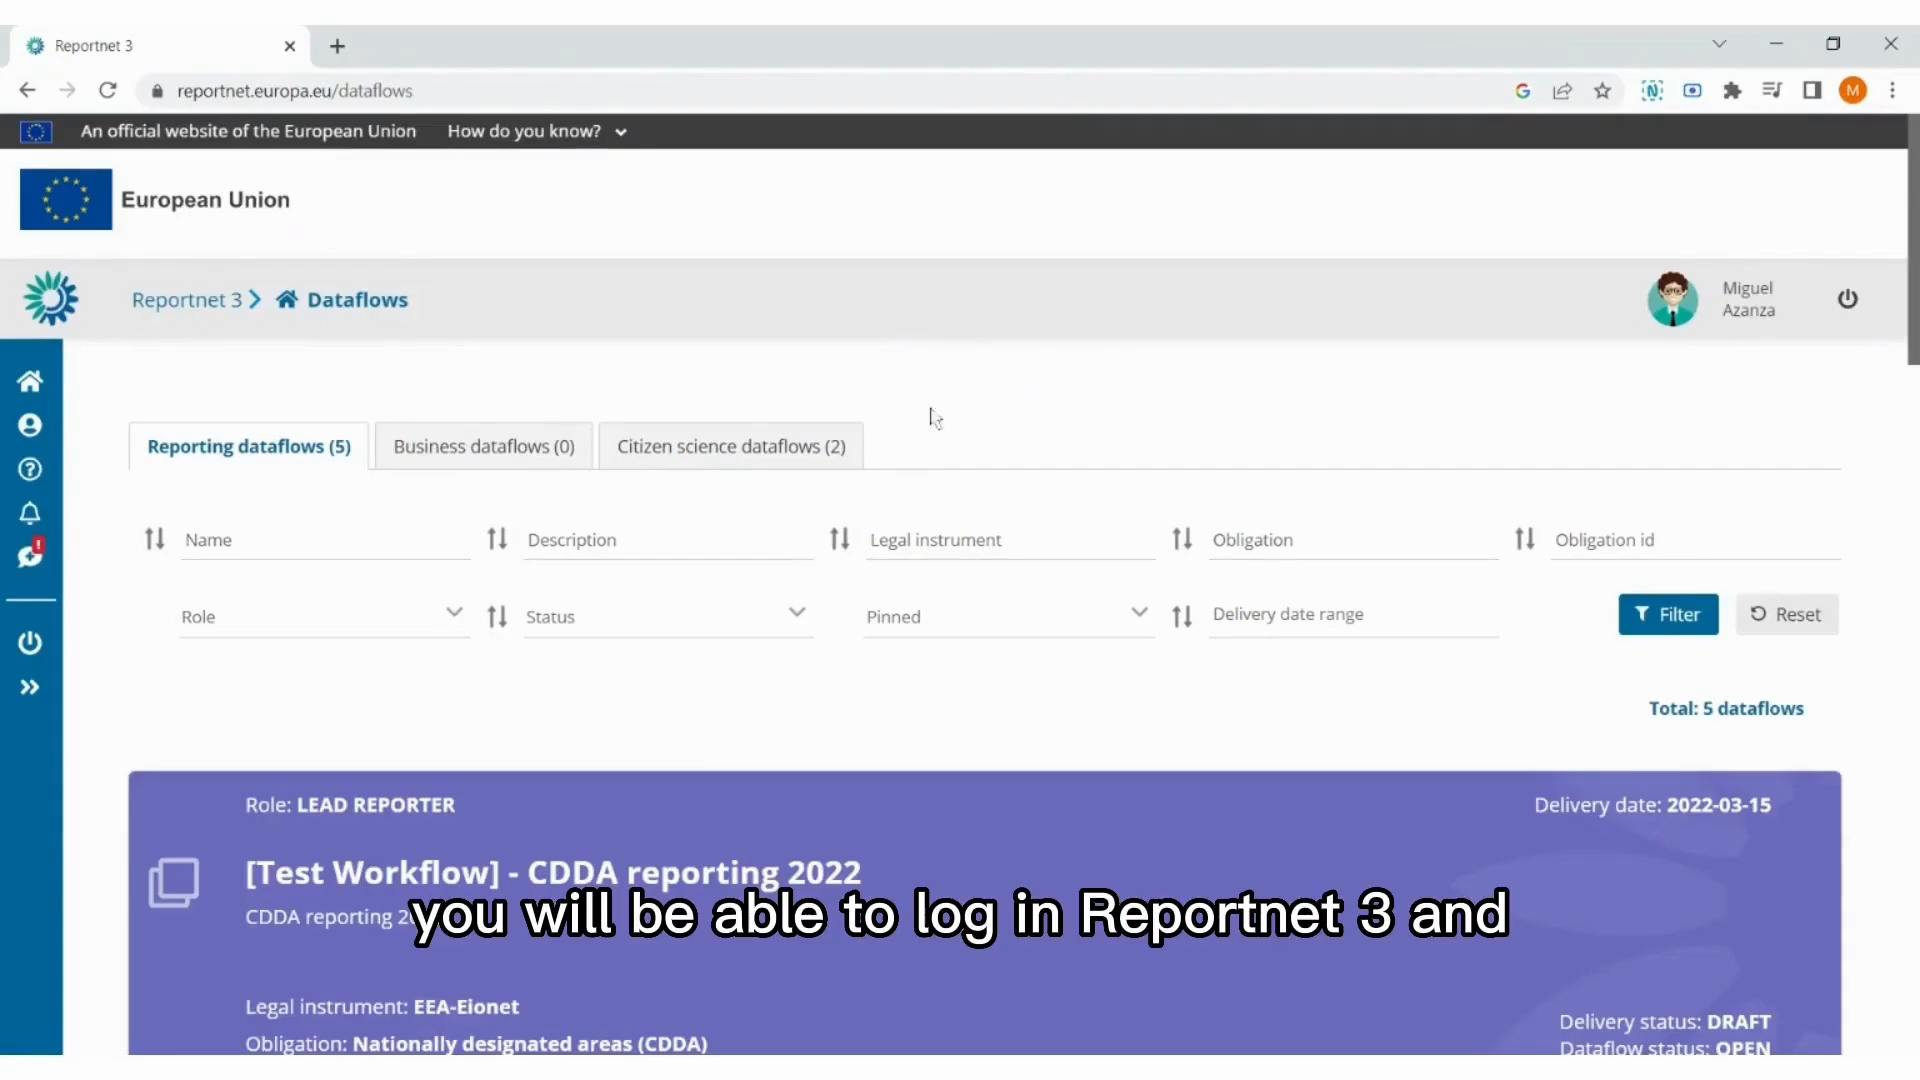 Reportnet 3
reportnet.europa.eu/dataflows
M
An official website of the European Union How do you know?
European Union
Reportnet 3 Dataflows
Miguel
Azanza
Reporting dataflows (5) Business dataflows (0) Citizen science dataflows (2)
Name Description Legal instrument Obligation Obligation id
Role Status Pinned Delivery date range Filter Reset
Total: 5 dataflows
Role: LEAD REPORTER Delivery date: 2022-03-15
[Test Workflow] - CDDA reporting 2022
CDDA reporting
you will be able to log in Reportnet 3 and
Legal instrument: EEA-Eionet
Delivery status: DRAFT
Obligation: Nationally designated areas (CDDA)
Dataflow status: OPEN